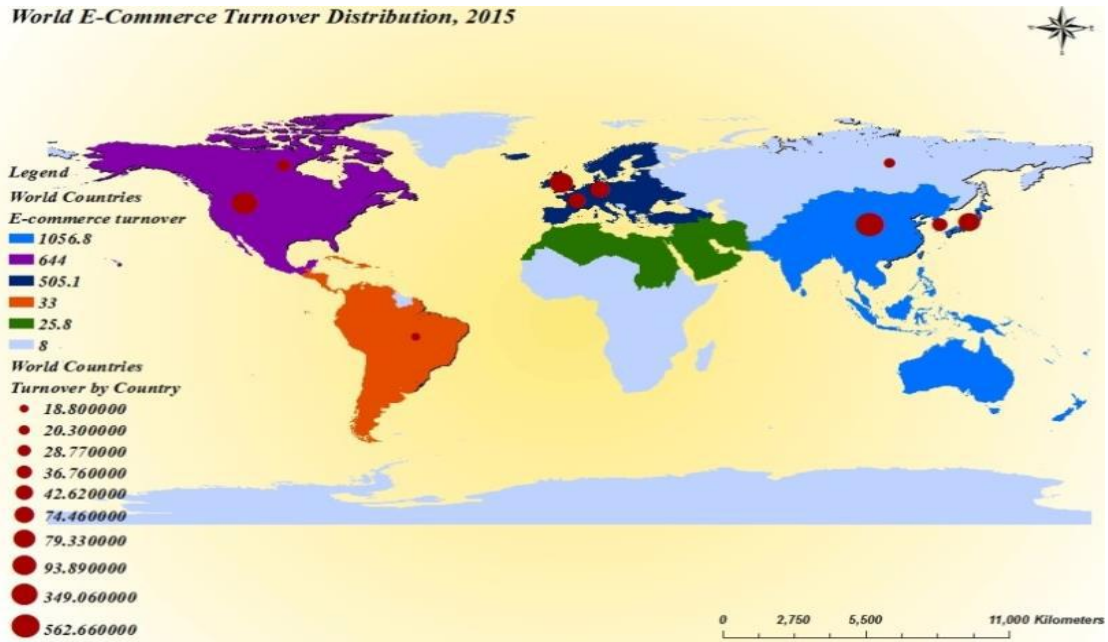 World E-Commerce Turnover Distribution, 2015
Legend
World Countries
E-commerce turnover
1056.8
644
505.1
33
25.8
8
World Countries
Turnover by Country
18.800000
20.300000
28.770000
36.760000
42.620000
74.460000
79.330000
93.890000
349.060000
562.660000
0 2,750 5,500 11,000 Kilometers